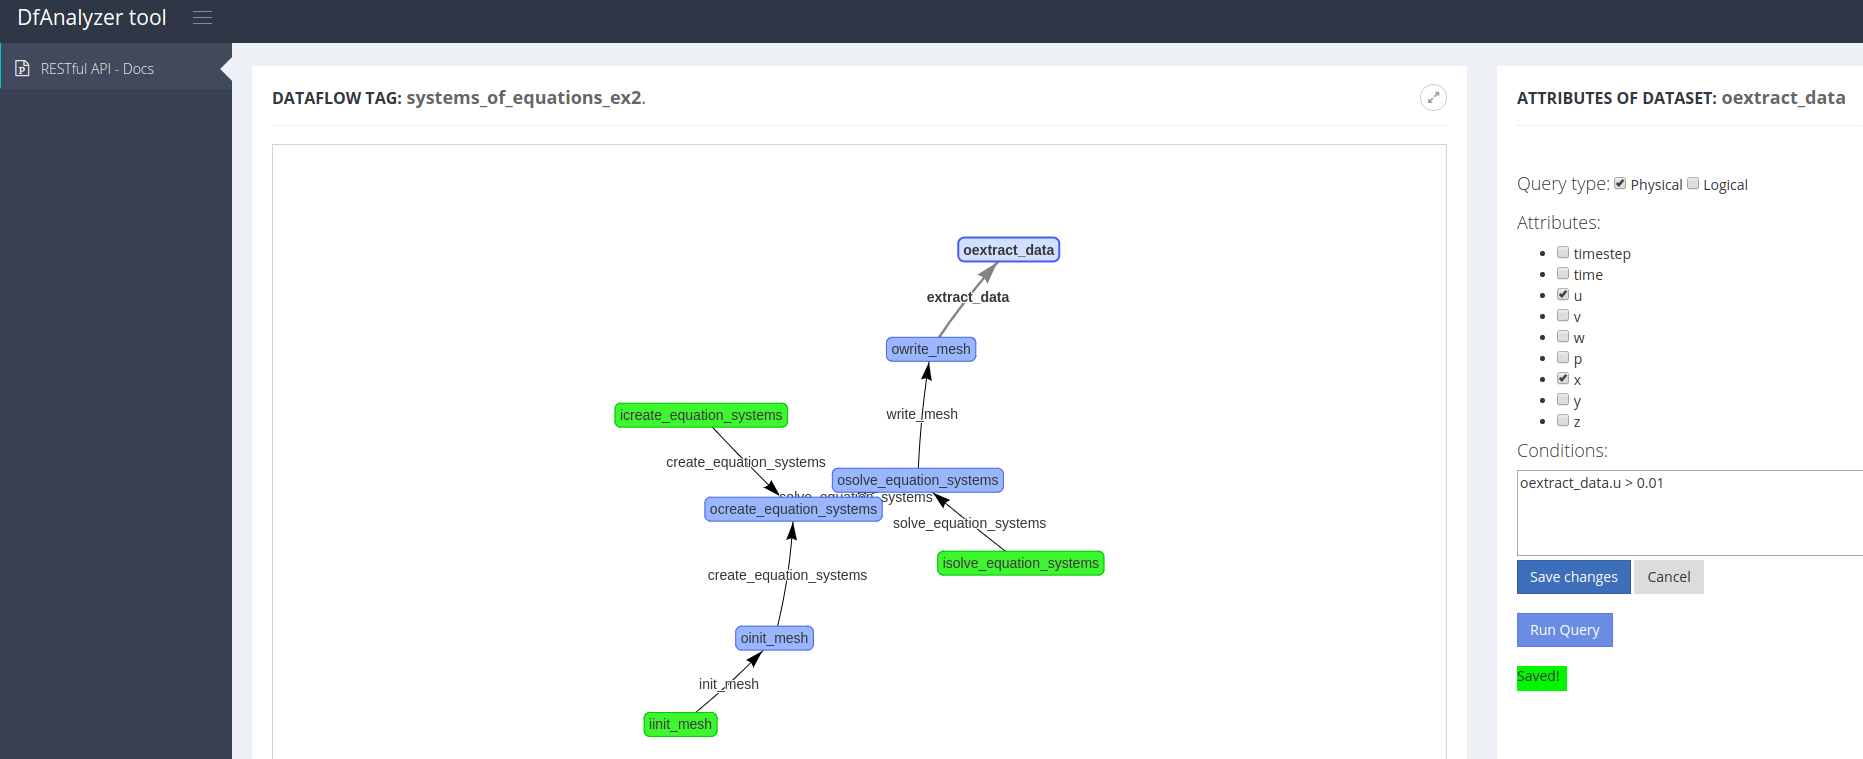 DfAnalyzer tool
RESTful API - Docs
DATAFLOW TAG: systems_of_equations_ex2.
oextract_data
extract_data
owrite_mesh
write_mesh
icreate_equation_systems
create_equation_systems
osolve_equation_systems
solve_equation_systems
ocreate_equation_systems
solve_equation_systems
isolve_equation_systems
create_equation_systems
oinit_mesh
init_mesh
iinit_mesh
ATTRIBUTES OF DATASET: oextract_data
Query type: Physical Logical
Attributes:
timestep
time
u
v
w
p
x
y
z
Conditions:
oextract_data.u > 0.01
Save changes Cancel
Run Query
Saved!